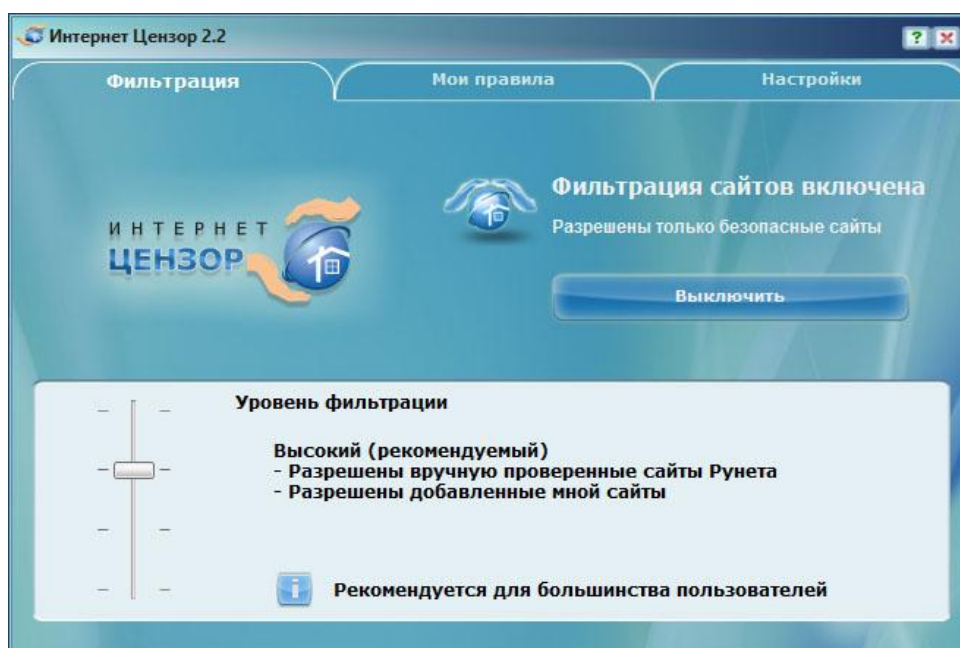 Интернет Цензор 2.2
?
Фильтрация
Мои правила
Настройки
Фильтрация сайтов включена
Разрешены только безопасные сайты
ИНТЕРНЕТ
ЦЕНЗОР
Выключить
Уровень фильтрации
Высокий (рекомендуемый)
- Разрешены вручную проверенные сайты Рунета
- Разрешены добавленные мной сайты
i
Рекомендуется для большинства пользователей